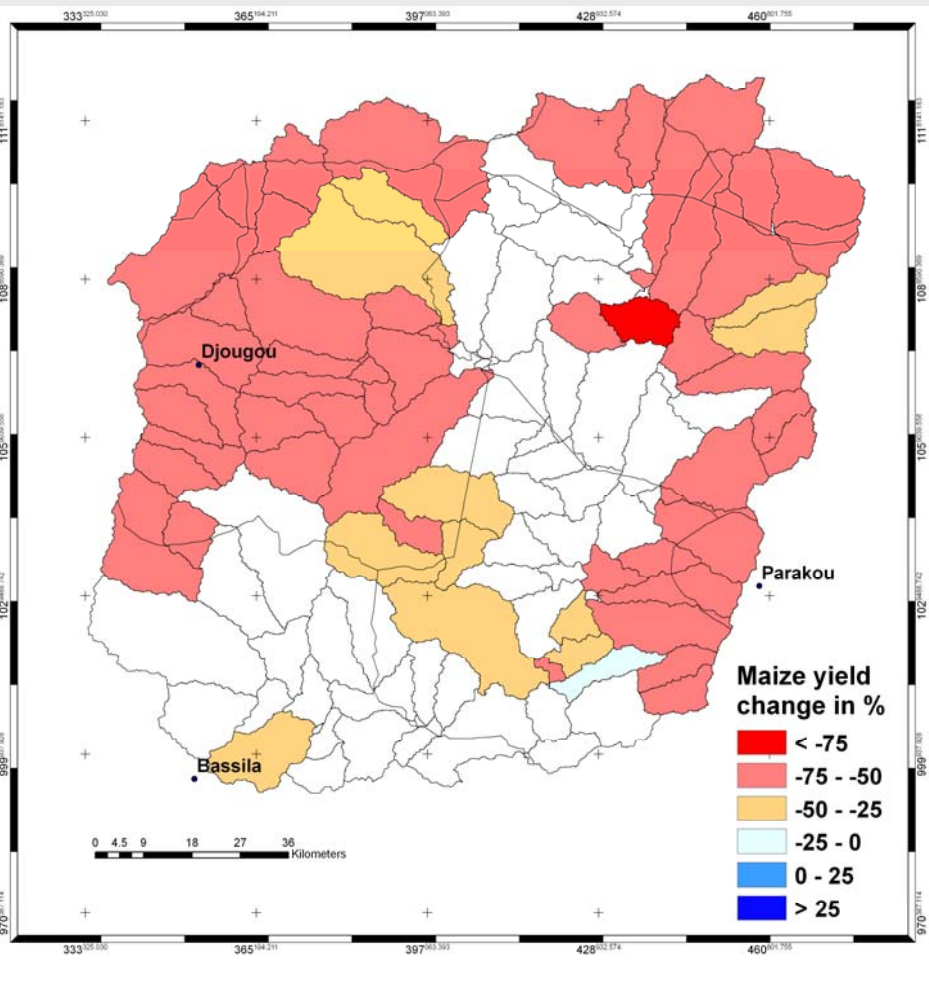 333325.030 365194.211 397063.393 428932.574 460801.755
Djougou
Parakou
Bassila
Maize yield
change in %
< -75
-75 - -50
-50 - -25
-25 - 0
0 - 25
> 25
0 4.5 9 18 27 36
Kilometers
333325.030 365194.211 397063.393 428932.574 460801.755